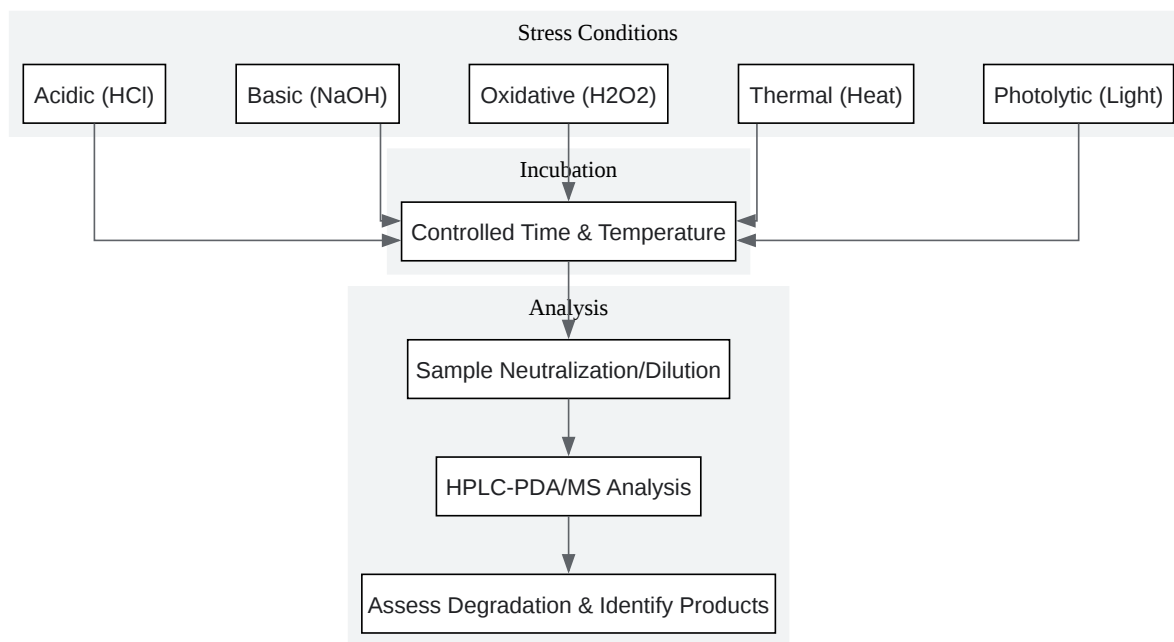 Stress Conditions
Acidic (HCl)
Basic (NaOH)
Oxidative (H2O2)
Thermal (Heat)
Photolytic (Light)
Incubation
Controlled Time & Temperature
Analysis
Sample Neutralization/Dilution
HPLC-PDA/MS Analysis
Assess Degradation & Identify Products